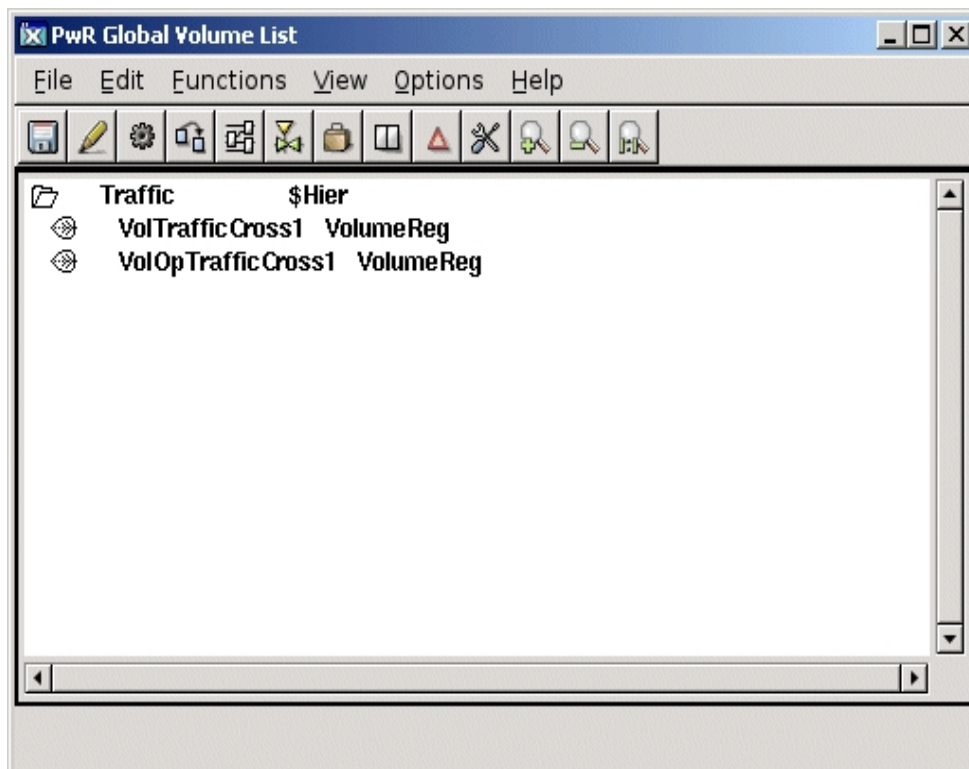 PwR Global Volume List
File Edit Functions View Options Help
Traffic $Hier
VolTrafficCross1 VolumeReg
VolOpTrafficCross1 VolumeReg